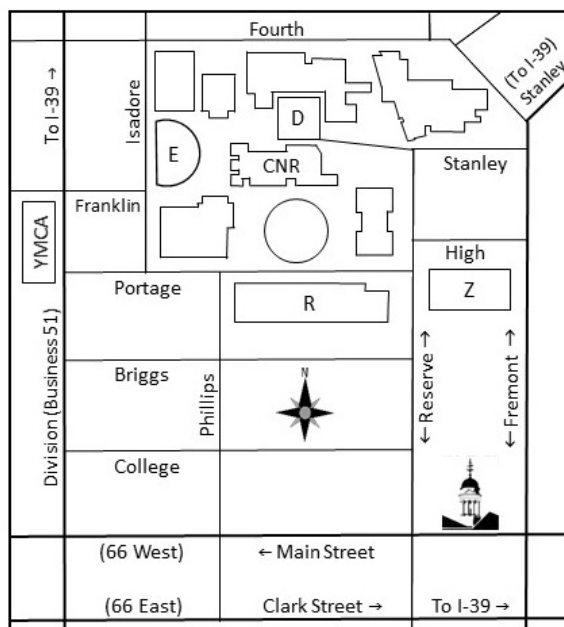 Fourth
To I-39 →
Isadore
(To I-39)
Stanley
D
E
CNR
Stanley
Franklin
YMCA
High
Portage
R
Z
Division (Business 51)
Briggs
Phillips
N
← Reserve →
← Fremont →
College
(66 West)
← Main Street
(66 East)
Clark Street →
To I-39 →